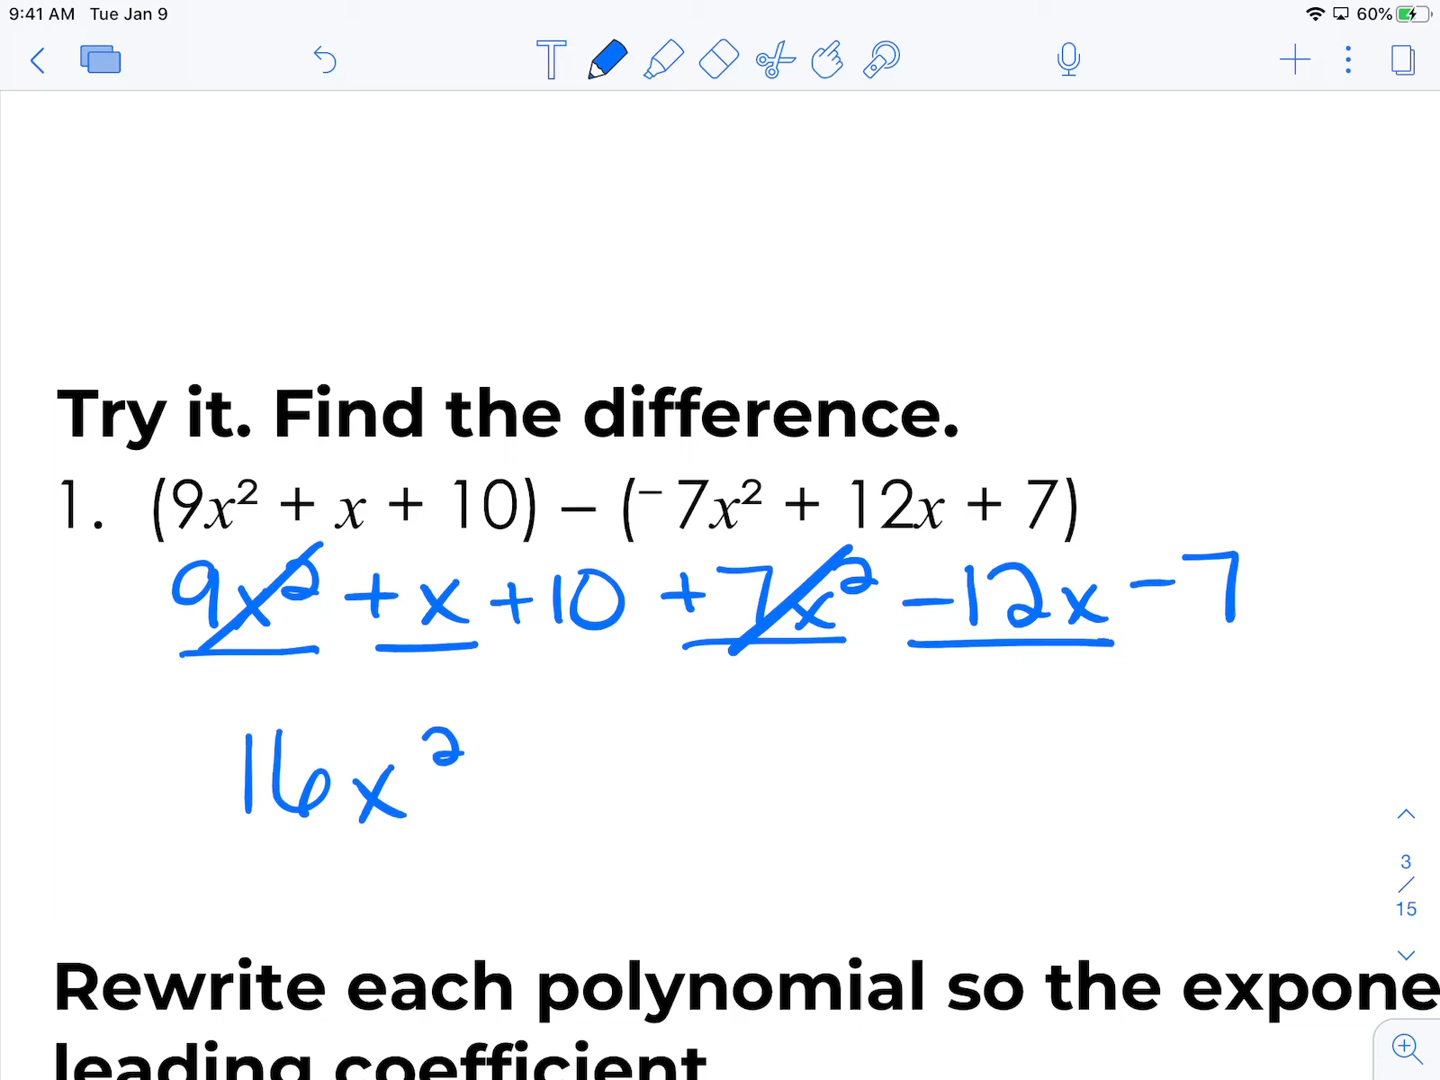 9:41 AM Tue Jan 9 60%
Try it. Find the difference.
1. (9x² + x + 10) – (⁻7x² + 12x + 7)
9x² + x + 10 + 7x² - 12x - 7
16x²
3
/
15
Rewrite each polynomial so the expone
leading coefficient